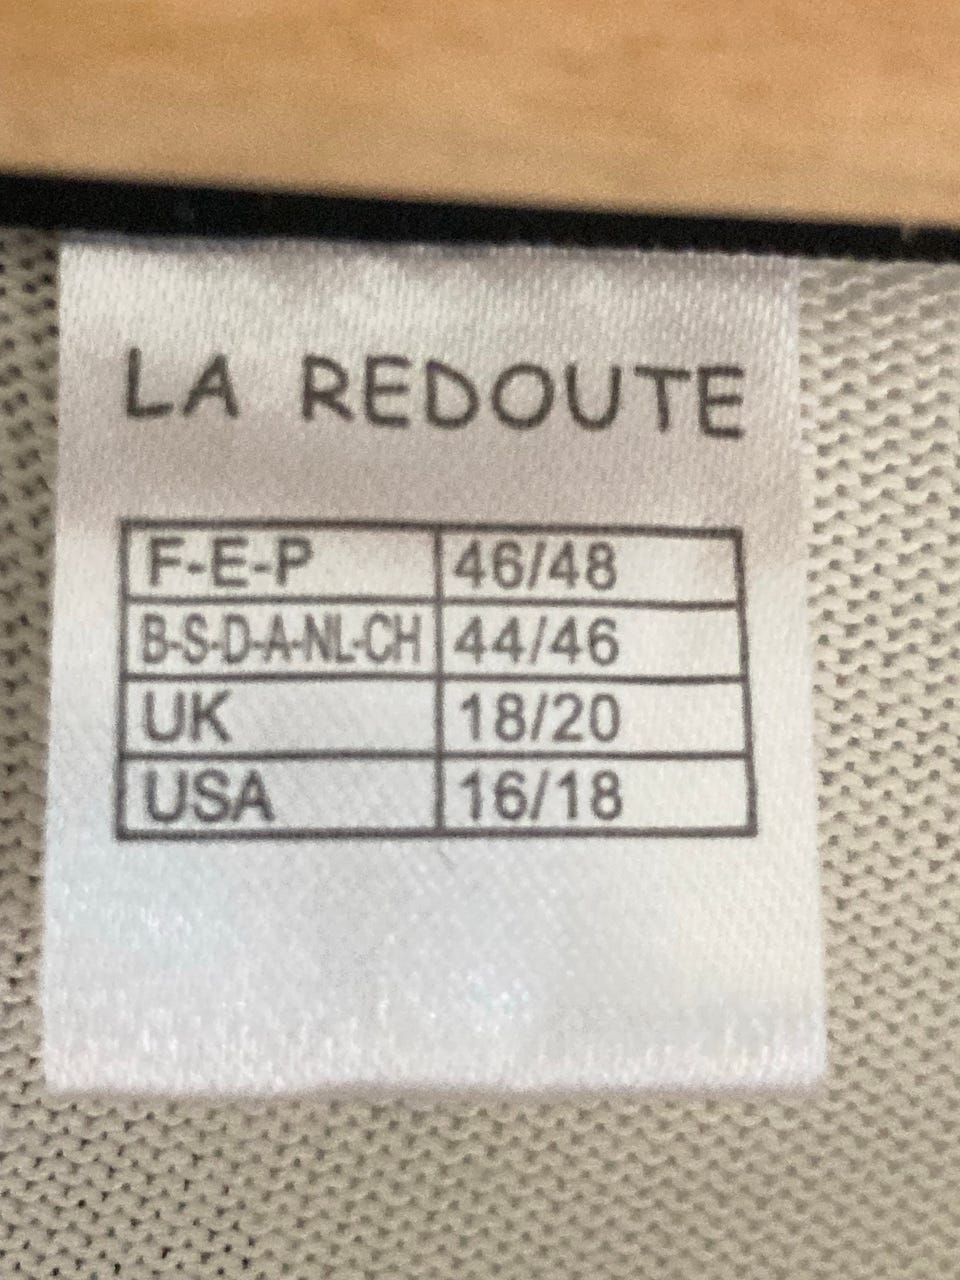 LA REDOUTE
F-E-P 46/48
B-S-D-A-NL-CH 44/46
UK 18/20
USA 16/18